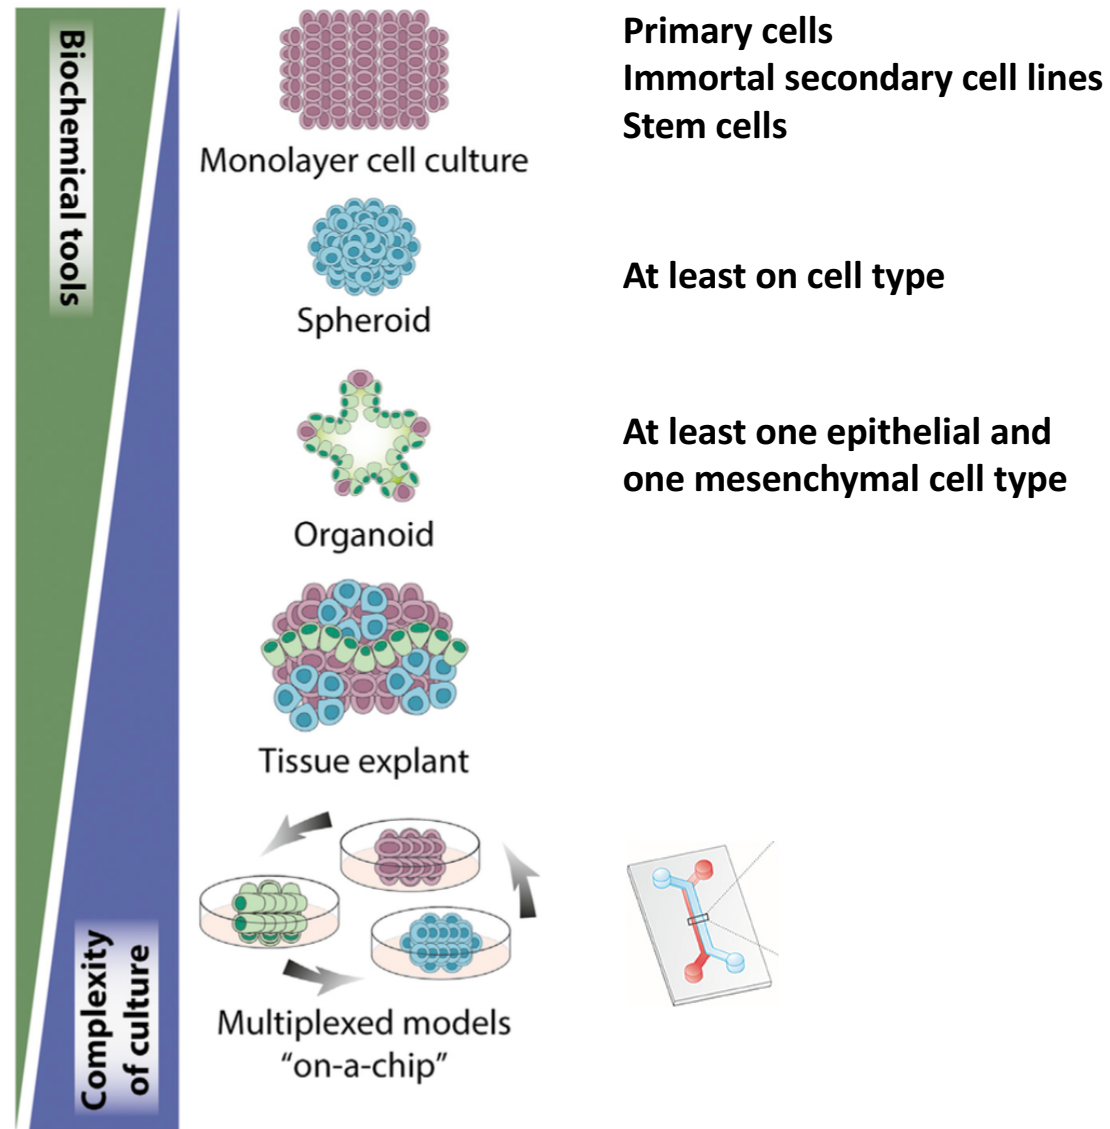 Biochemical tools
Primary cells
Immortal secondary cell lines
Stem cells
Monolayer cell culture
At least on cell type
Spheroid
At least one epithelial and
one mesenchymal cell type
Organoid
Tissue explant
Complexity
of culture
Multiplexed models
“on-a-chip”